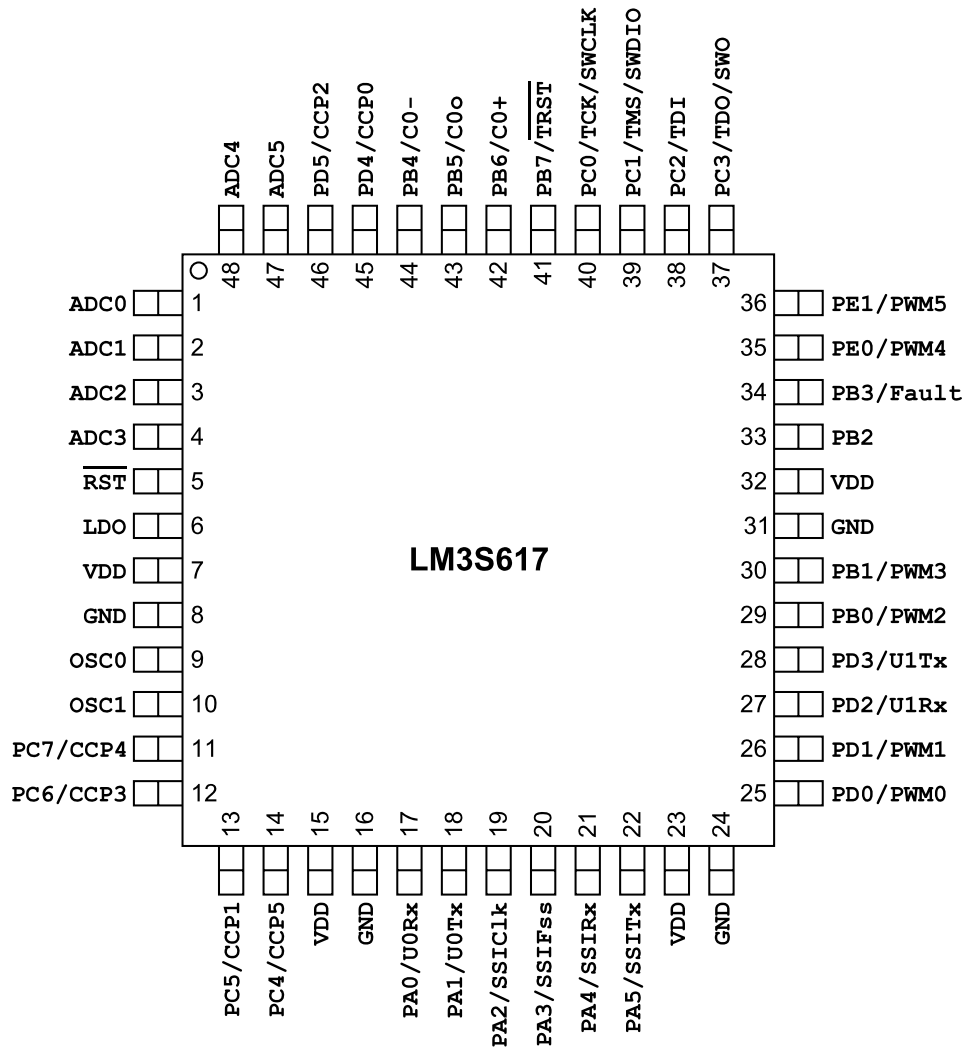 ADC4
ADC5
PD5/CCP2
PD4/CCP0
PB4/C0-
PB5/C0o
PB6/C0+
PB7/TRST
PC0/TCK/SWCLK
PC1/TMS/SWDIO
PC2/TDI
PC3/TDO/SWO
48
47
46
45
44
43
42
41
40
39
38
37
ADC0 1
ADC1 2
ADC2 3
ADC3 4
RST 5
LDO 6
VDD 7
GND 8
OSC0 9
OSC1 10
PC7/CCP4 11
PC6/CCP3 12
LM3S617
36 PE1/PWM5
35 PE0/PWM4
34 PB3/Fault
33 PB2
32 VDD
31 GND
30 PB1/PWM3
29 PB0/PWM2
28 PD3/U1Tx
27 PD2/U1Rx
26 PD1/PWM1
25 PD0/PWM0
13
14
15
16
17
18
19
20
21
22
23
24
PC5/CCP1
PC4/CCP5
VDD
GND
PA0/U0Rx
PA1/U0Tx
PA2/SSIClk
PA3/SSIFss
PA4/SSIRx
PA5/SSITx
VDD
GND